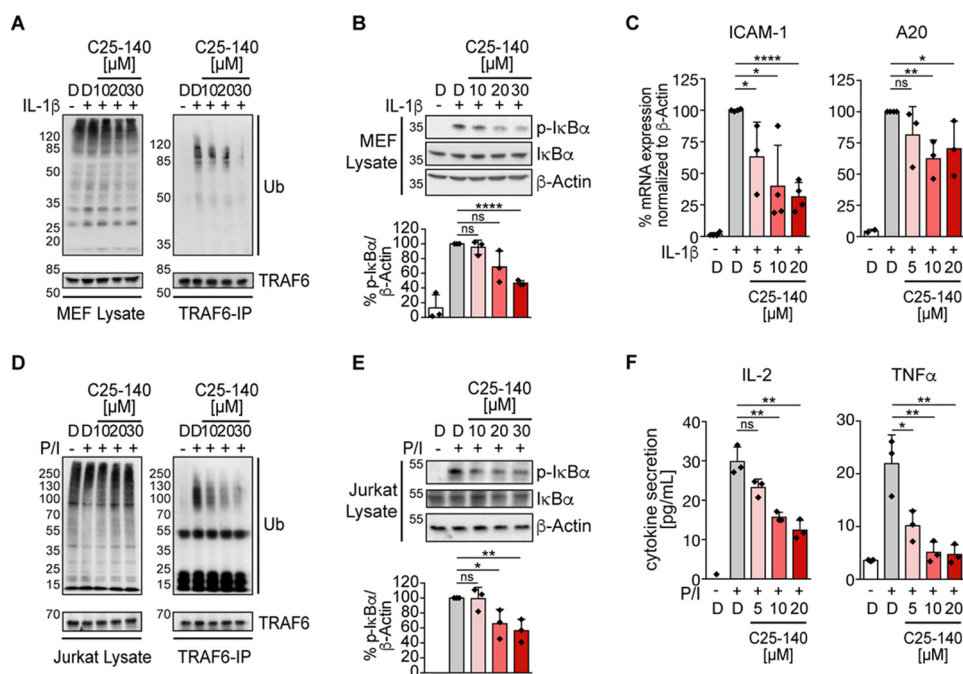 A
C25-140
[µM]
D D 10 20 30
IL-1β - + + + +
120
85
50
35
25
20
85
50
TRAF6
MEF Lysate
C25-140
[µM]
D D 10 20 30
- + + + +
120
85
50
35
Ub
TRAF6-IP
B
C25-140
[µM]
D D 10 20 30
IL-1β - + + + +
MEF
Lysate
35 p-IκBα
35 IκBα
50 β-Actin
% p-IκBα/
β-Actin
100
80
60
40
20
0
ns
ns
****
C
ICAM-1
% mRNA expression
normalized to β-Actin
****
*
*
100
75
50
25
0
IL-1β - + + + +
D D 5 10 20
C25-140
[µM]
A20
*
**
ns
100
75
50
25
0
- + + + +
D D 5 10 20
C25-140
[µM]
D
C25-140
[µM]
D D 10 20 30
P/I - + + + +
250
130
100
70
55
35
25
15
70
Jurkat Lysate
C25-140
[µM]
D D 10 20 30
- + + + +
250
130
100
70
55
35
25
15
70
Ub
TRAF6
TRAF6-IP
E
C25-140
[µM]
D D 10 20 30
P/I - + + + +
Jurkat
Lysate
55 p-IκBα
55 IκBα
55 β-Actin
% p-IκBα/
β-Actin
100
80
60
40
20
0
**
*
ns
F
IL-2
cytokine secretion
[pg/mL]
**
**
ns
40
30
20
10
0
P/I - + + + +
D D 5 10 20
C25-140
[µM]
TNFα
**
**
*
30
20
10
0
- + + + +
D D 5 10 20
C25-140
[µM]